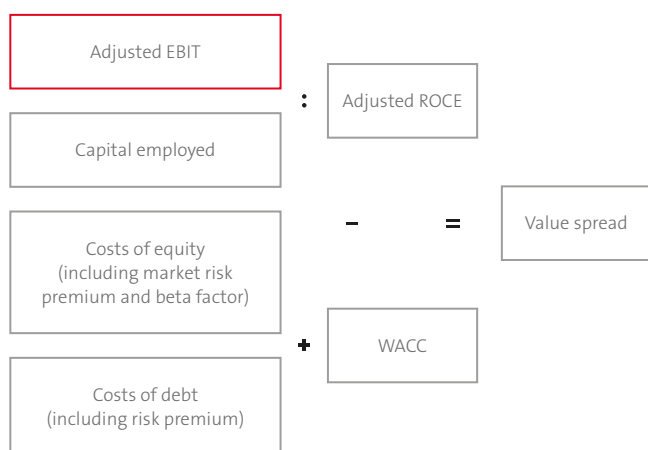 Adjusted EBIT
:
Adjusted ROCE
Capital employed
Costs of equity
(including market risk
premium and beta factor)
-
=
Value spread
+
WACC
Costs of debt
(including risk premium)